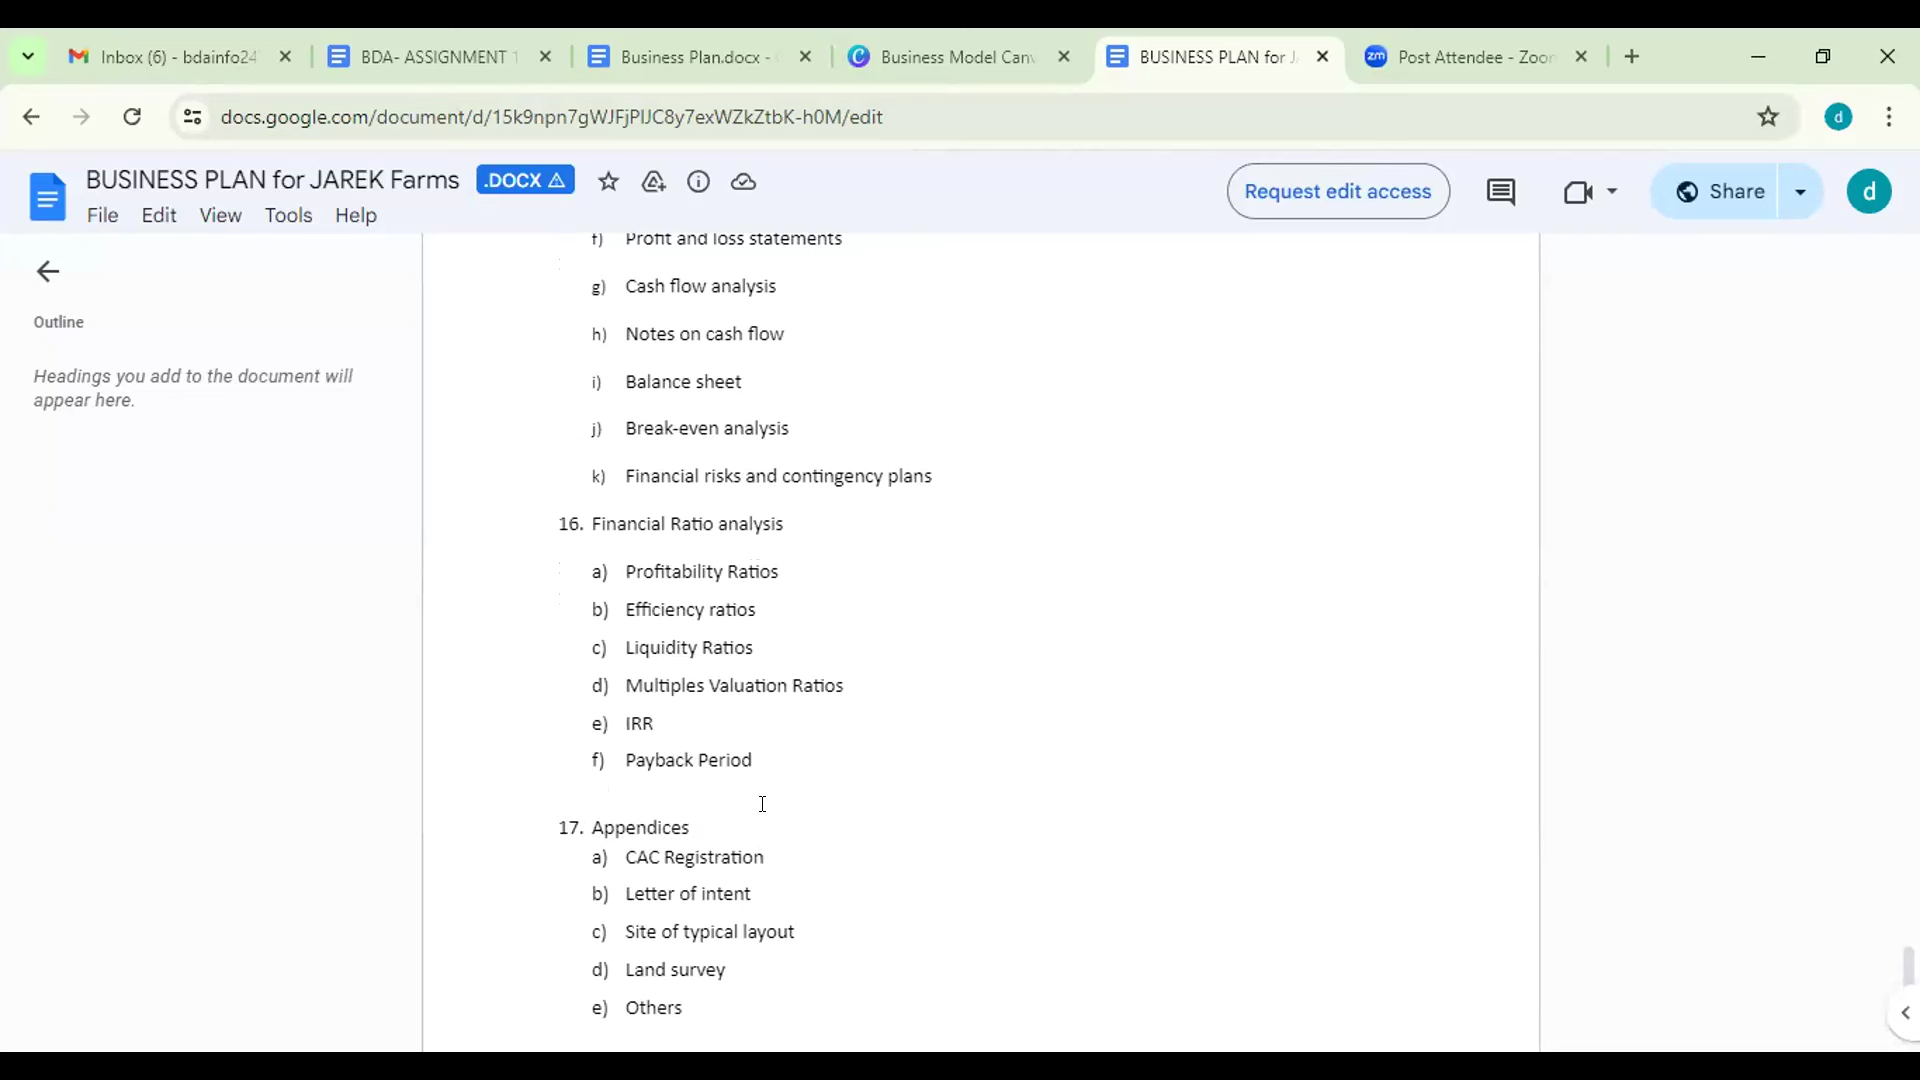 Inbox (6) - bdainfo24
BDA- ASSIGNMENT 1
Business Plan.docx -
Business Model Canv
BUSINESS PLAN for J
zm
Post Attendee - Zoom
docs.google.com/document/d/15k9npn7gWJFjPIJC8y7exWZkZtbK-h0M/edit
d
BUSINESS PLAN for JAREK Farms
.DOCX
File Edit View Tools Help
Request edit access
Share
d
Outline
Headings you add to the document will
appear here.
f) Profit and loss statements
g) Cash flow analysis
h) Notes on cash flow
i) Balance sheet
j) Break-even analysis
k) Financial risks and contingency plans
16. Financial Ratio analysis
a) Profitability Ratios
b) Efficiency ratios
c) Liquidity Ratios
d) Multiples Valuation Ratios
e) IRR
f) Payback Period
17. Appendices
a) CAC Registration
b) Letter of intent
c) Site of typical layout
d) Land survey
e) Others